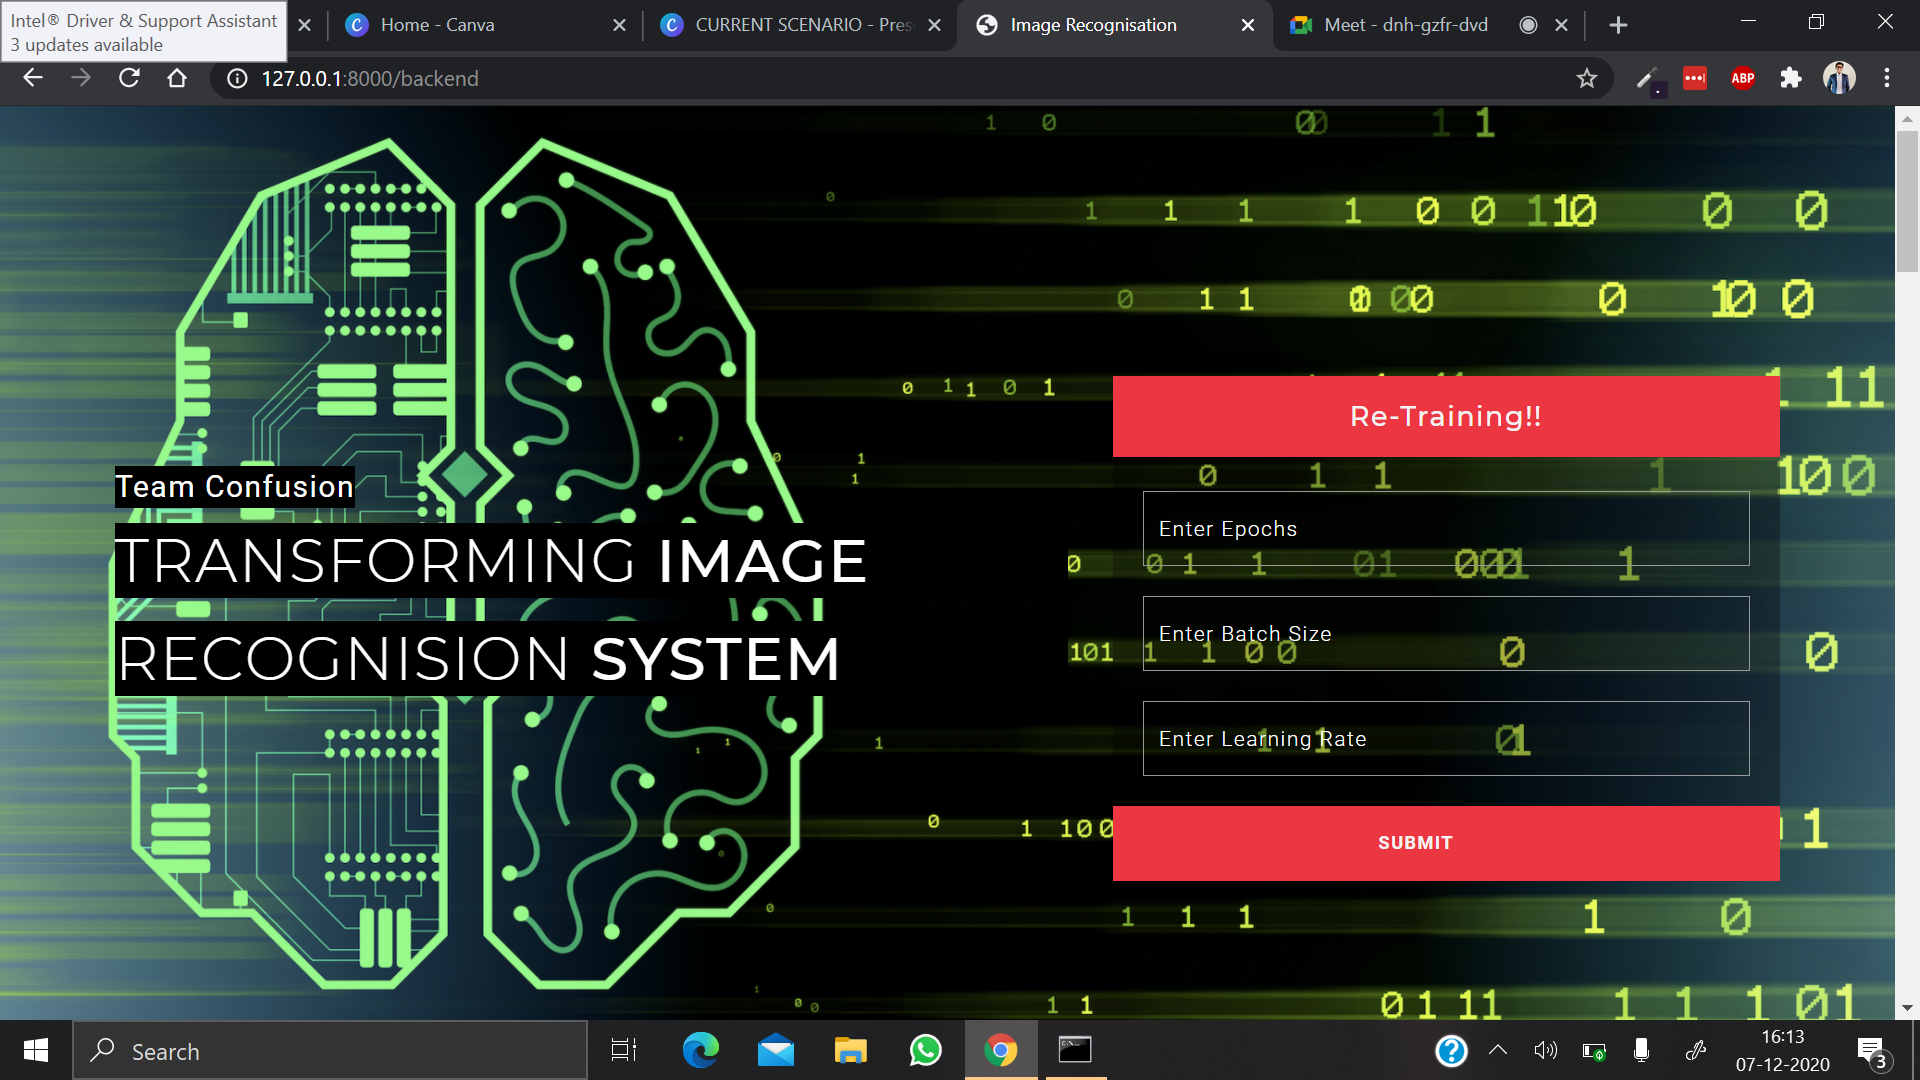 Intel® Driver & Support Assistant
3 updates available
Home - Canva
CURRENT SCENARIO - Pres
Image Recognisation
Meet - dnh-gzfr-dvd
127.0.0.1:8000/backend
ABP
Team Confusion
TRANSFORMING IMAGE
RECOGNISION SYSTEM
Re-Training!!
Enter Epochs
Enter Batch Size
Enter Learning Rate
SUBMIT
Search
16:13
07-12-2020
3